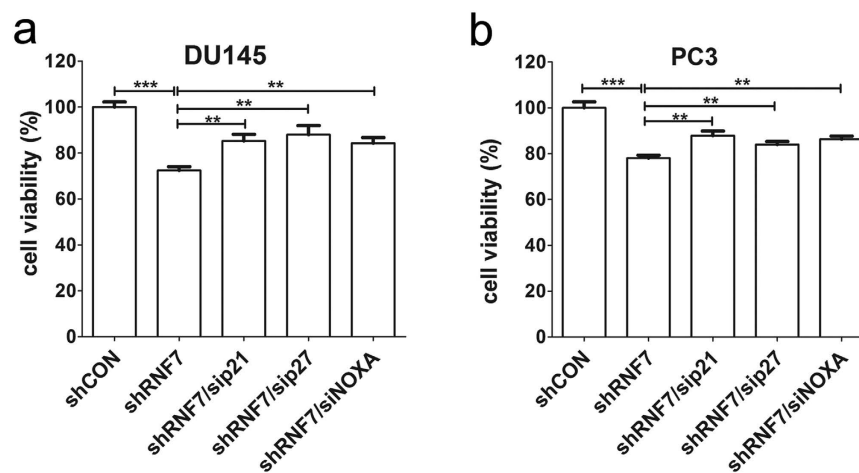 a
DU145
cell viability (%)
120
100
80
60
40
20
0
***
**
**
**
shCON
shRNF7
shRNF7/sip21
shRNF7/sip27
shRNF7/siNOXA
b
PC3
cell viability (%)
120
100
80
60
40
20
0
***
**
**
**
shCON
shRNF7
shRNF7/sip21
shRNF7/sip27
shRNF7/siNOXA